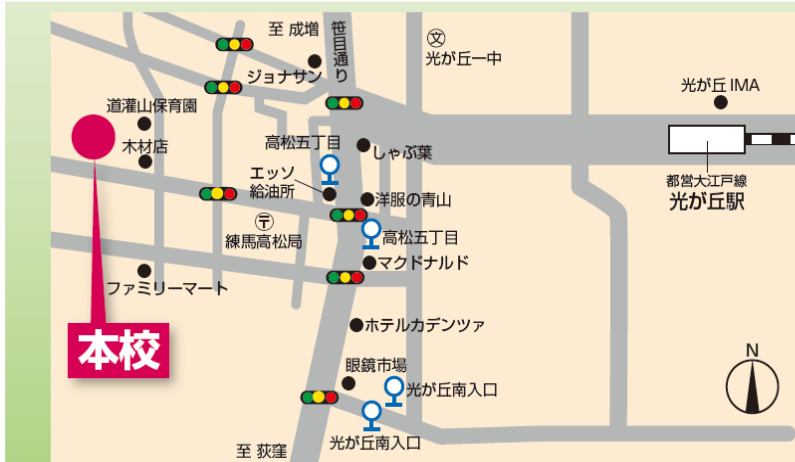 至 成増
笹目通り
文
光が丘一中
ジョナサン
光が丘 IMA
道灌山保育園
木材店
高松五丁目
しゃぶ葉
都営大江戸線
光が丘駅
エッソ
給油所
洋服の青山
〒
練馬高松局
高松五丁目
マクドナルド
ファミリーマート
本校
ホテルカデンツァ
眼鏡市場
光が丘南入口
光が丘南入口
至 荻窪
N